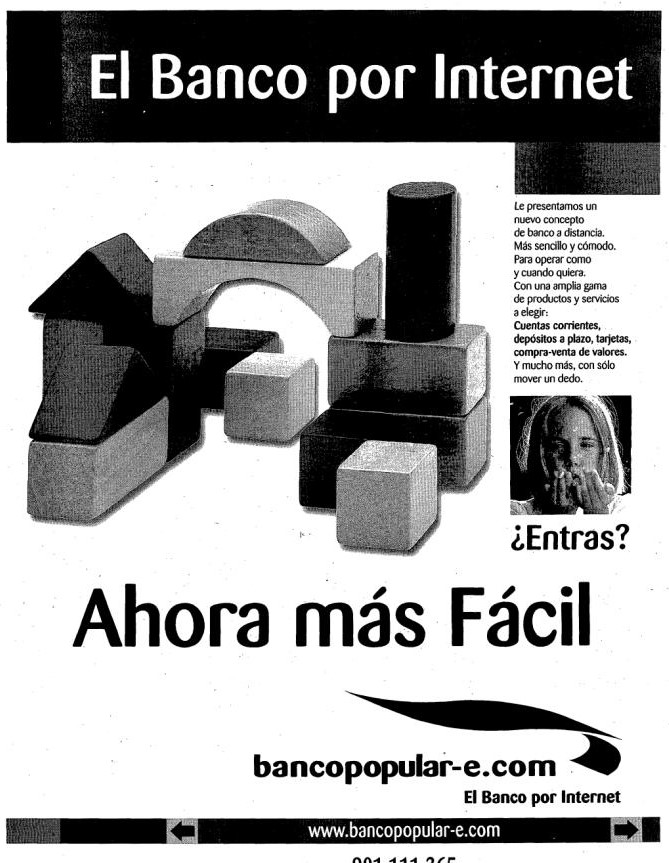 El Banco por Internet
Le presentamos un
nuevo concepto
de banco a distancia.
Más sencillo y cómodo.
Para operar como
y cuando quiera.
Con una amplia gama
de productos y servicios
a elegir:
Cuentas corrientes,
depósitos a plazo, tarjetas,
compra-venta de valores.
Y mucho más, con sólo
mover un dedo.
¿Entras?
Ahora más Fácil
bancopopular-e.com
El Banco por Internet
www.bancopopular-e.com
901 111 365